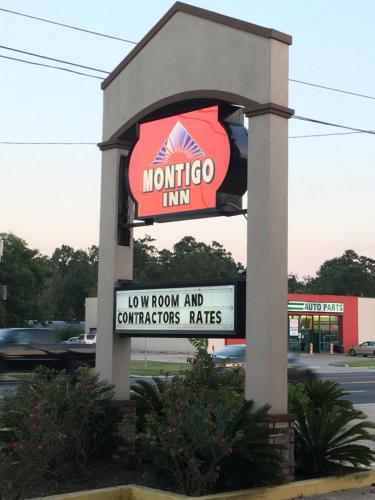 MONTIGO
INN
LOW ROOM AND
CONTRACTORS RATES
AUTO PARTS